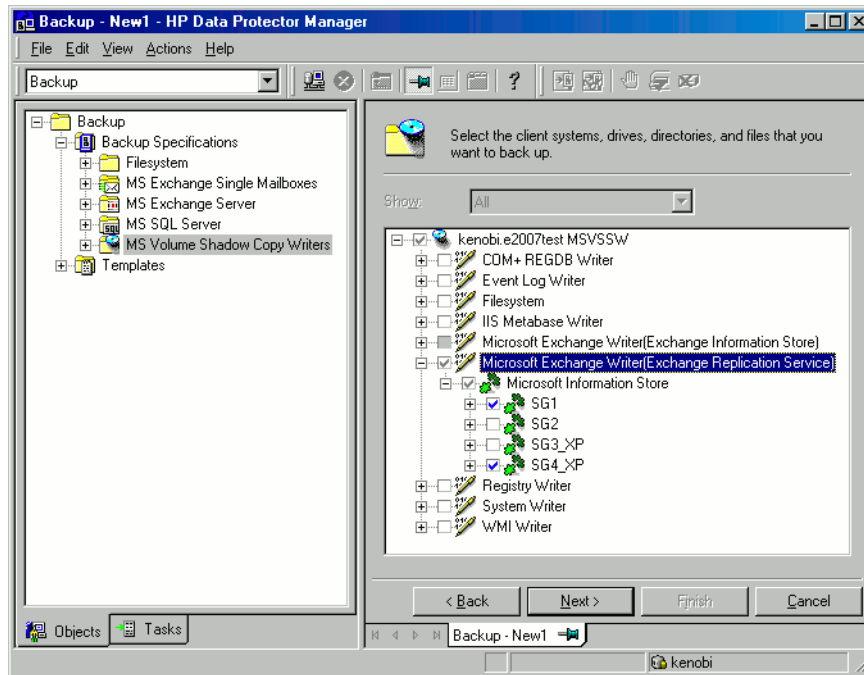 Backup - New1 - HP Data Protector Manager
File Edit View Actions Help
Backup
Backup
Backup Specifications
Filesystem
MS Exchange Single Mailboxes
MS Exchange Server
MS SQL Server
MS Volume Shadow Copy Writers
Templates
Objects Tasks
Select the client systems, drives, directories, and files that you
want to back up.
Show: All
kenobi.e2007test MSVSSW
COM+ REGDB Writer
Event Log Writer
Filesystem
IIS Metabase Writer
Microsoft Exchange Writer(Exchange Information Store)
Microsoft Exchange Writer(Exchange Replication Service)
Microsoft Information Store
SG1
SG2
SG3_XP
SG4_XP
Registry Writer
System Writer
WMI Writer
< Back Next > Finish Cancel
Backup - New1
kenobi